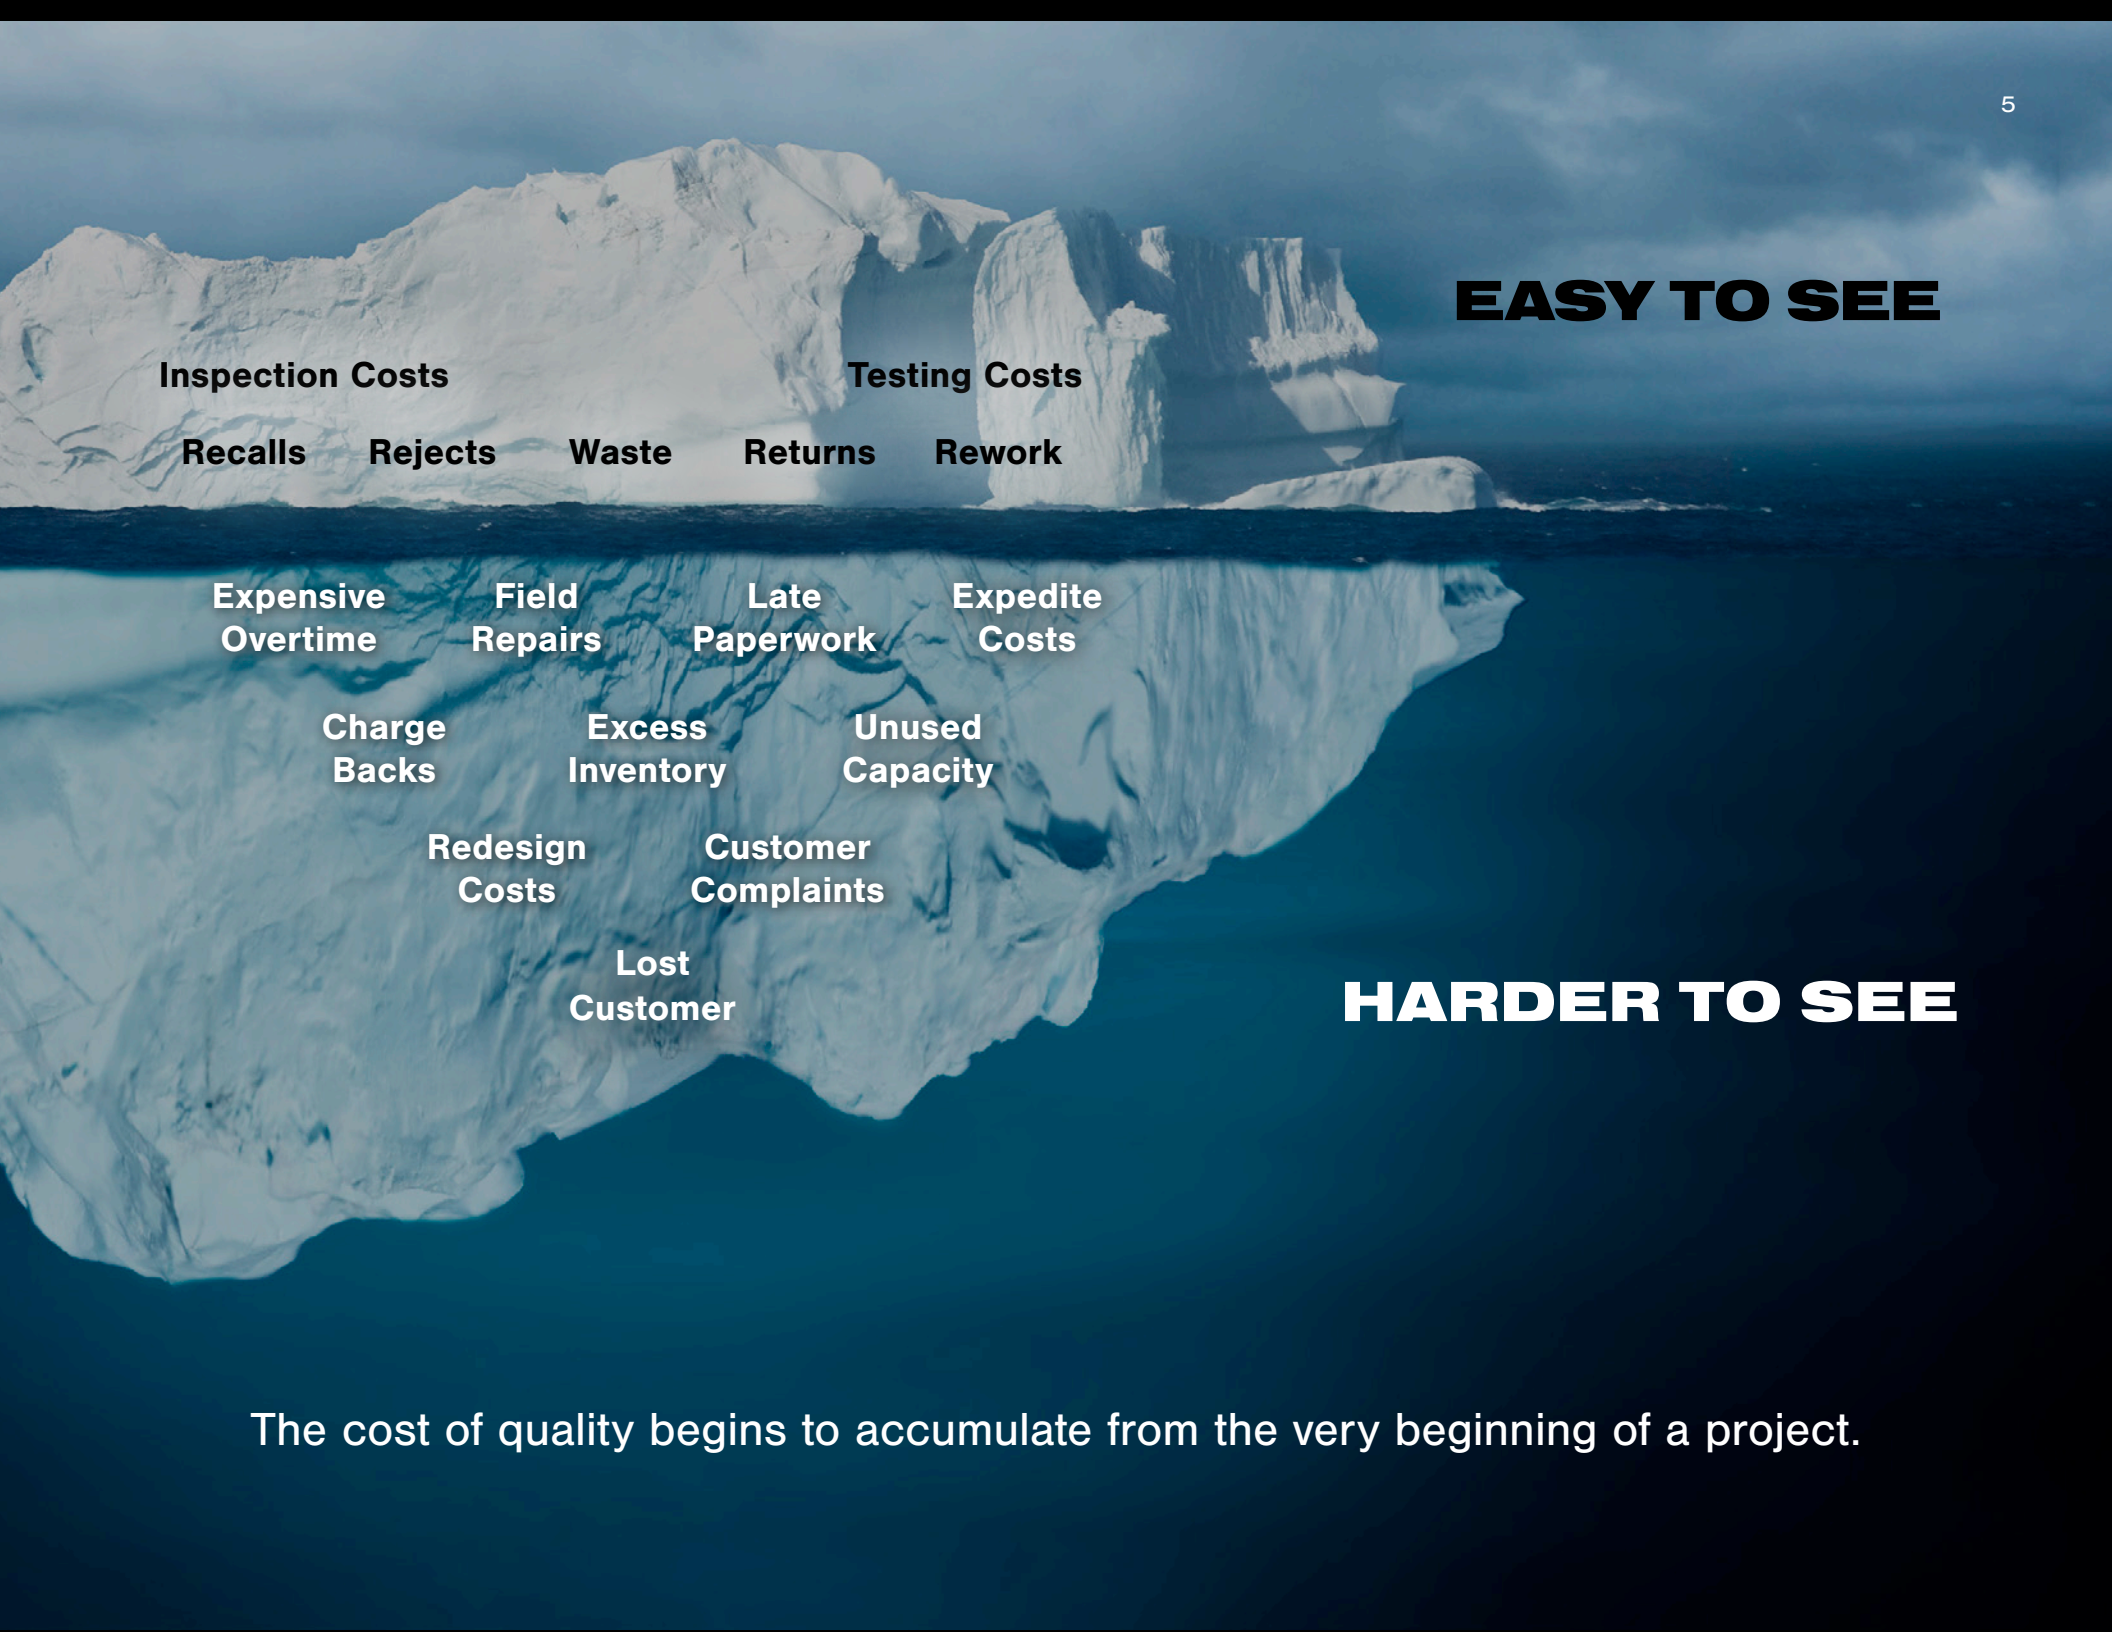 5
EASY TO SEE
Inspection Costs
Testing Costs
Recalls Rejects Waste Returns Rework
Expensive
Overtime
Field
Repairs
Late
Paperwork
Expedite
Costs
Charge
Backs
Excess
Inventory
Unused
Capacity
Redesign
Costs
Customer
Complaints
Lost
Customer
HARDER TO SEE
The cost of quality begins to accumulate from the very beginning of a project.